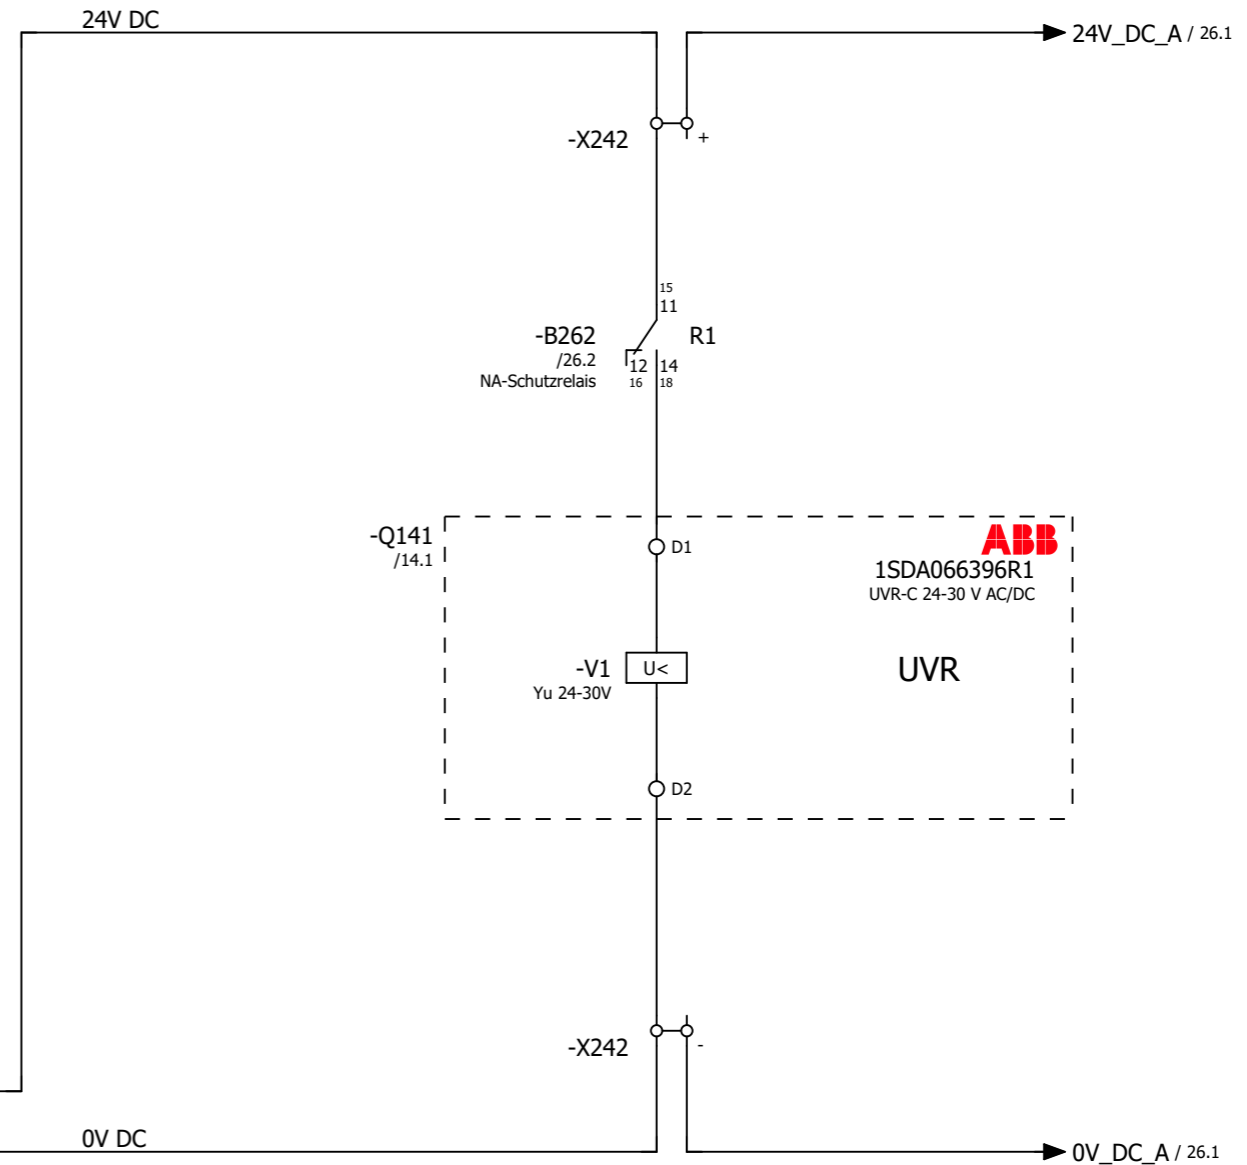 24V DC
24V_DC_A / 26.1
-X242
+
15
11
-B262
R1
/26.2
12 14
NA-Schutzrelais
16 18
-Q141
/14.1
D1
ABB
1SDA066396R1
UVR-C 24-30 V AC/DC
-V1
U<
UVR
Yu 24-30V
D2
-X242
-
0V DC
0V_DC_A / 26.1